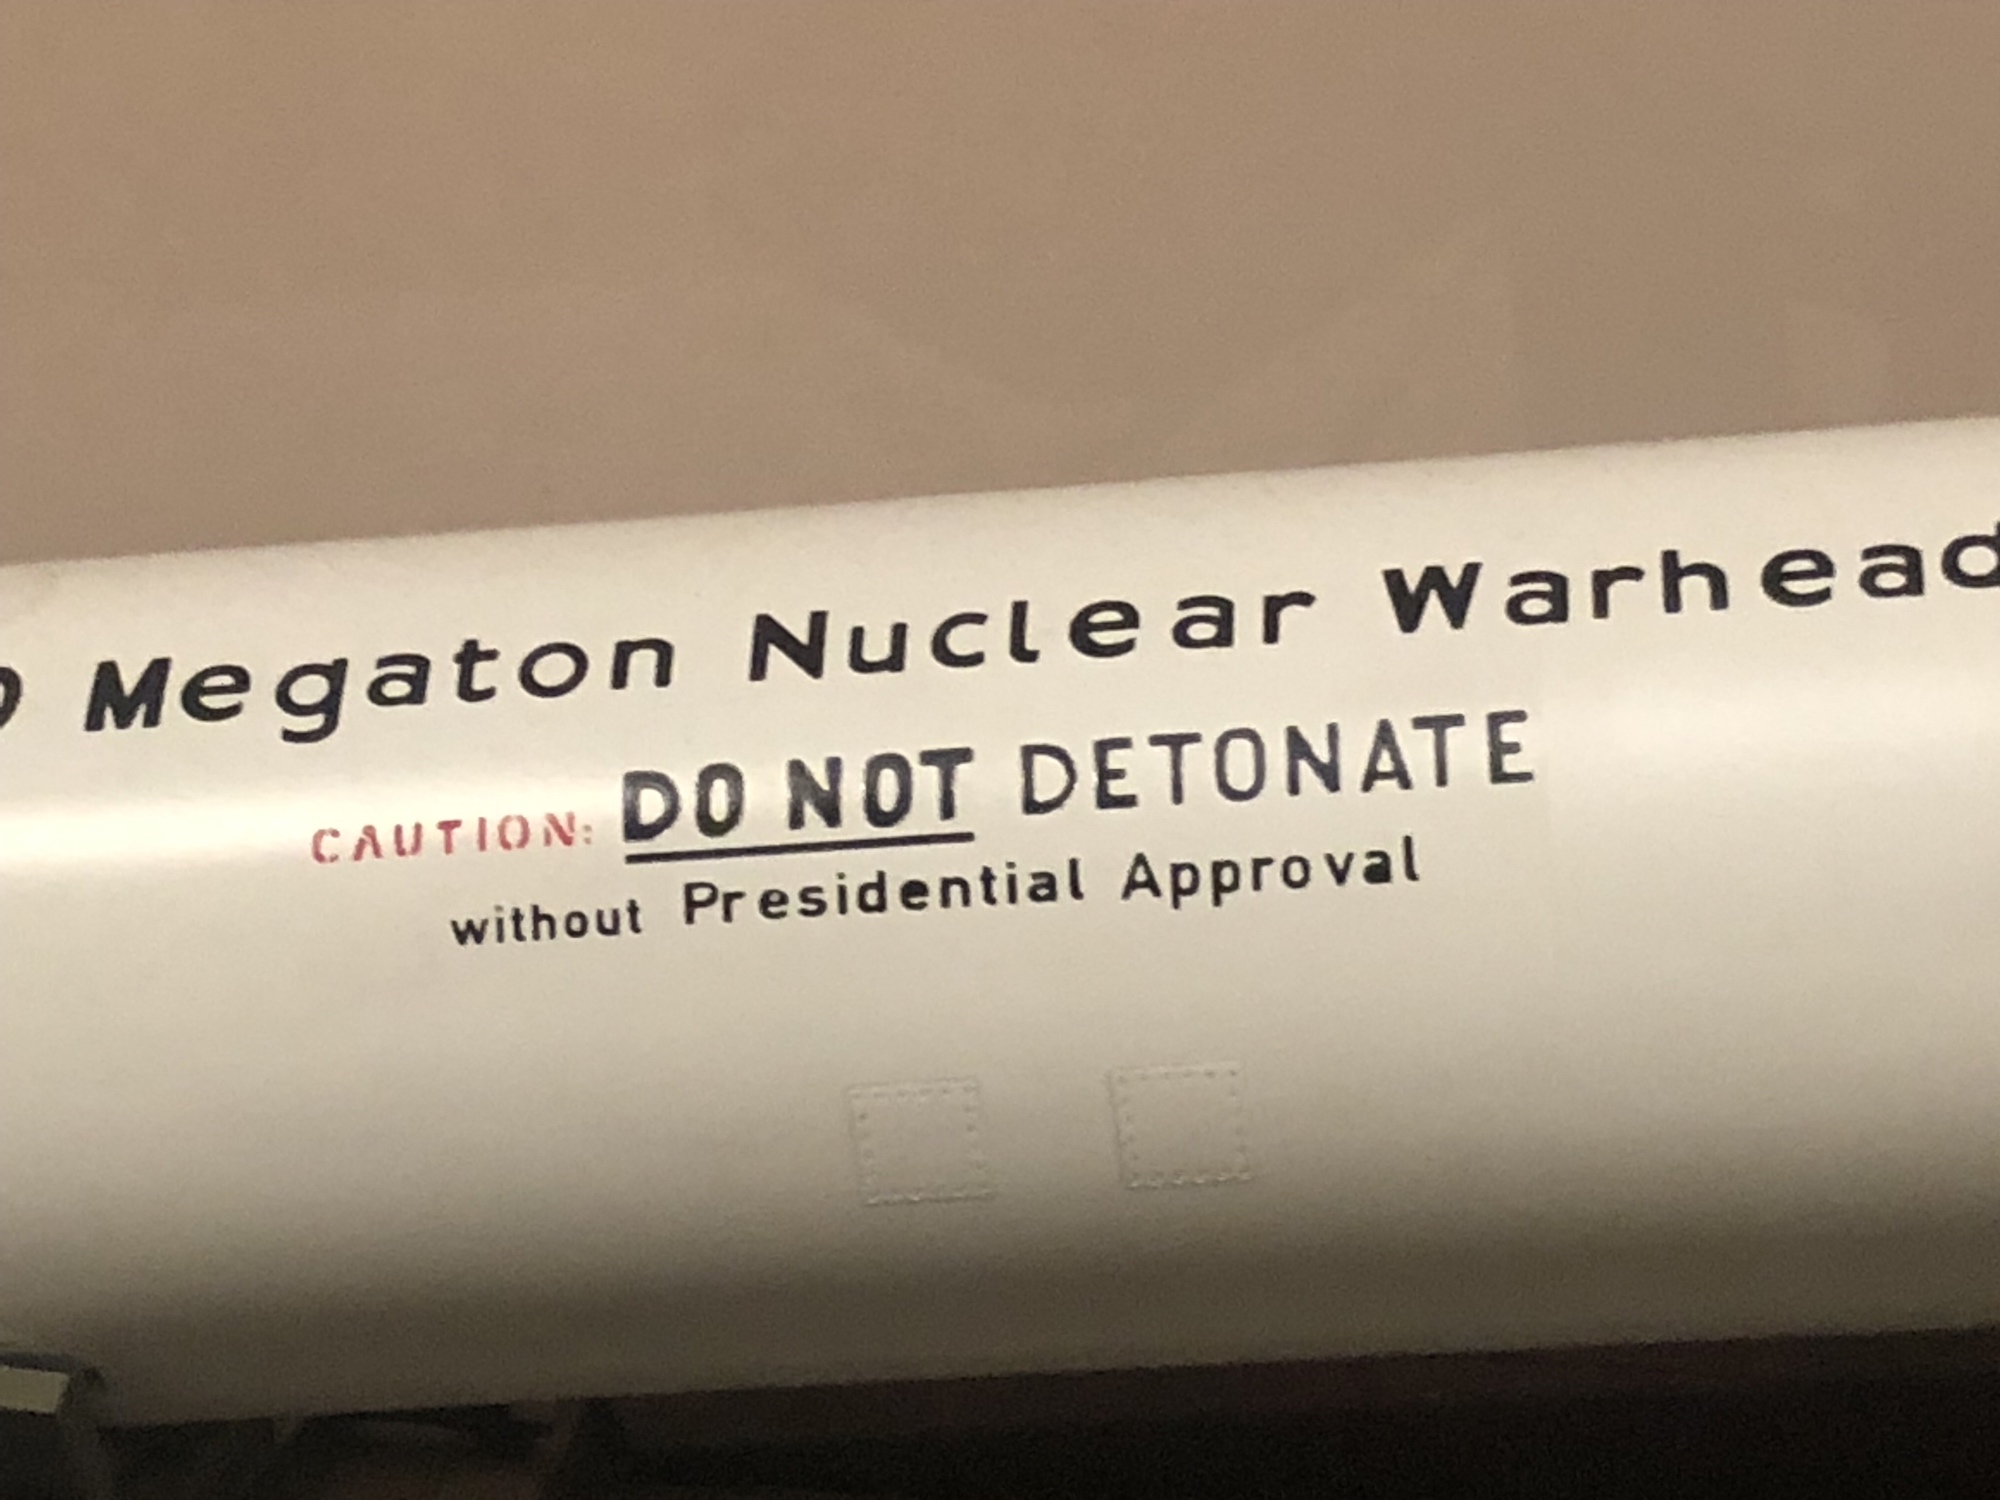 Megaton Nuclear Warhead
CAUTION: DO NOT DETONATE
without Presidential Approval